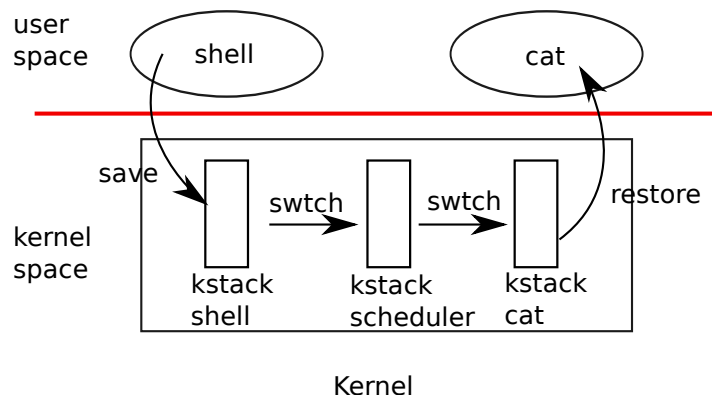 user
space
shell
cat
save
swtch
swtch
restore
kernel
space
kstack
shell
kstack
scheduler
kstack
cat
Kernel